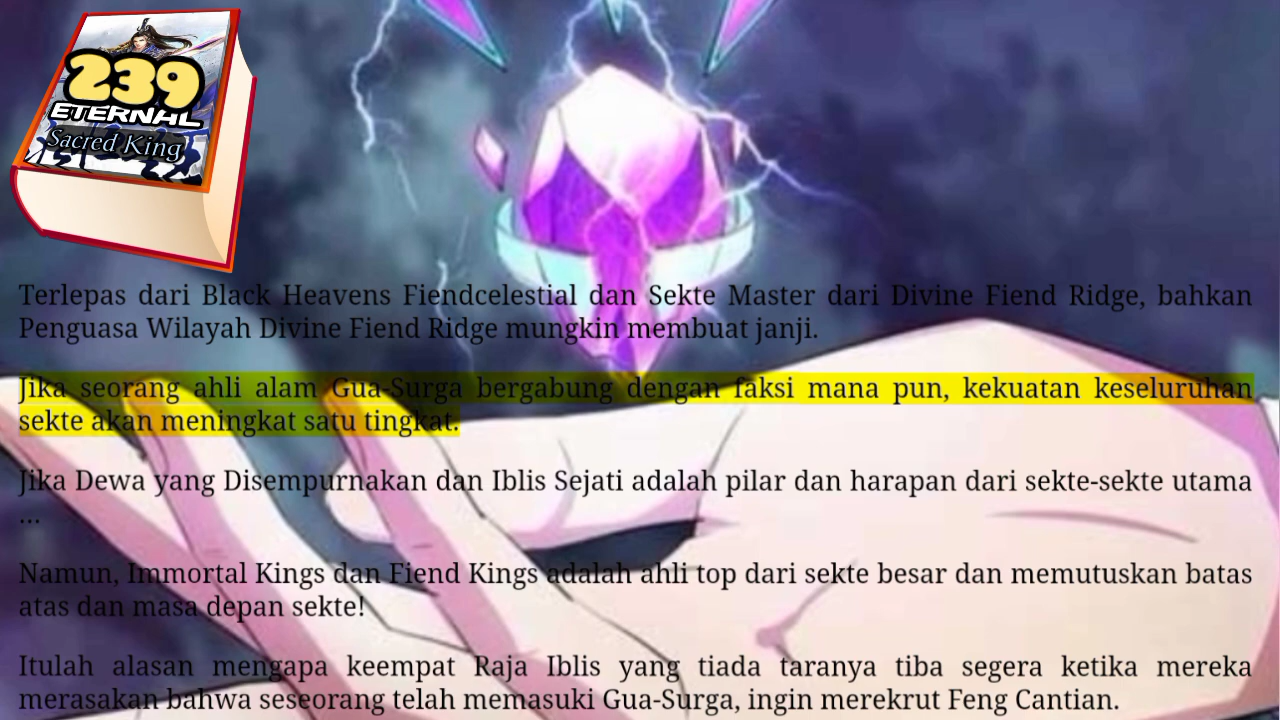 239
ETERNAL
Sacred King
Terlepas dari Black Heavens Fiendcelestial dan Sekte Master dari Divine Fiend Ridge, bahkan
Penguasa Wilayah Divine Fiend Ridge mungkin membuat janji.
Jika seorang ahli alam Gua-Surga bergabung dengan faksi mana pun, kekuatan keseluruhan
sekte akan meningkat satu tingkat.
Jika Dewa yang Disempurnakan dan Iblis Sejati adalah pilar dan harapan dari sekte-sekte utama
...
Namun, Immortal Kings dan Fiend Kings adalah ahli top dari sekte besar dan memutuskan batas
atas dan masa depan sekte!
Itulah alasan mengapa keempat Raja Iblis yang tiada taranya tiba segera ketika mereka
merasakan bahwa seseorang telah memasuki Gua-Surga, ingin merekrut Feng Cantian.